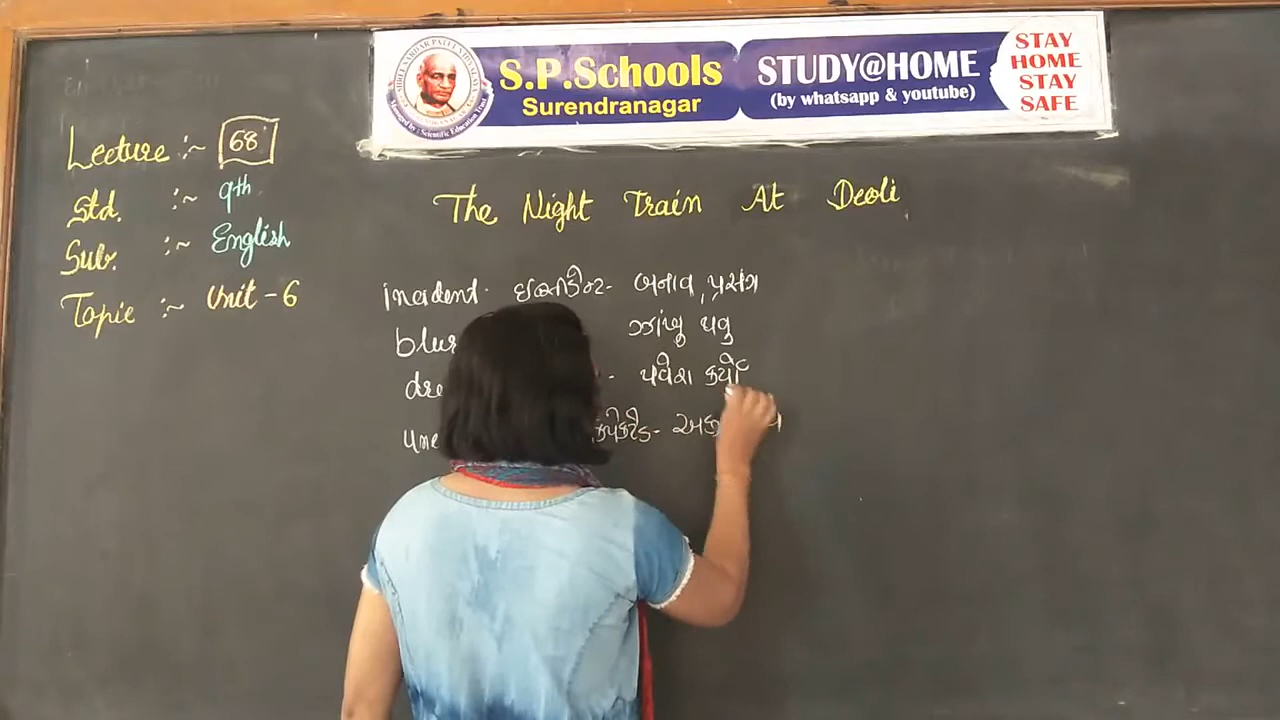 S.P.Schools
Surendranagar
STUDY@HOME
(by whatsapp & youtube)
STAY
HOME
STAY
SAFE
Lecture :~ 68
Std. :~ 9th
Sub. :~ English
Topic :~ Unit - 6
The Night Train At Deoli
incident - ઇન્સીડેન્ટ - બનાવ, પ્રસંગ
ઝાંખુ થવુ
પવેશ કર્યો